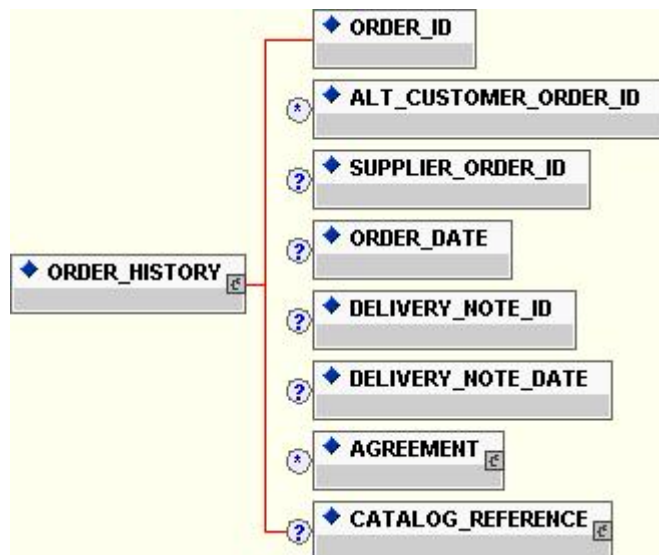 ORDER_ID
* ALT_CUSTOMER_ORDER_ID
? SUPPLIER_ORDER_ID
? ORDER_DATE
ORDER_HISTORY
? DELIVERY_NOTE_ID
? DELIVERY_NOTE_DATE
* AGREEMENT
? CATALOG_REFERENCE